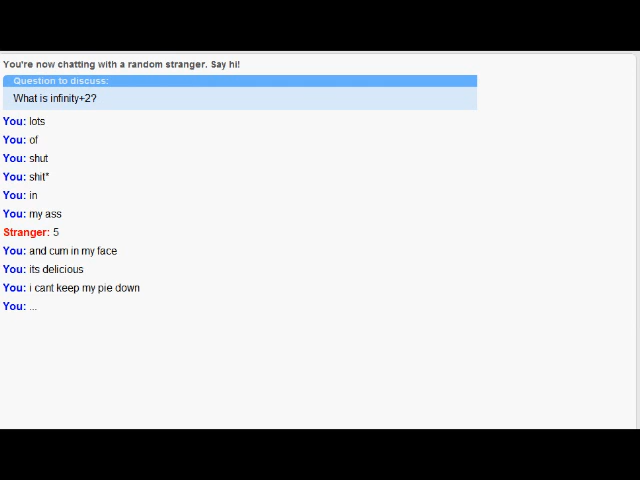 You're now chatting with a random stranger. Say hi!
Question to discuss:
What is infinity+2?
You: lots
You: of
You: shut
You: shit*
You: in
You: my ass
Stranger: 5
You: and cum in my face
You: its delicious
You: i cant keep my pie down
You: ...